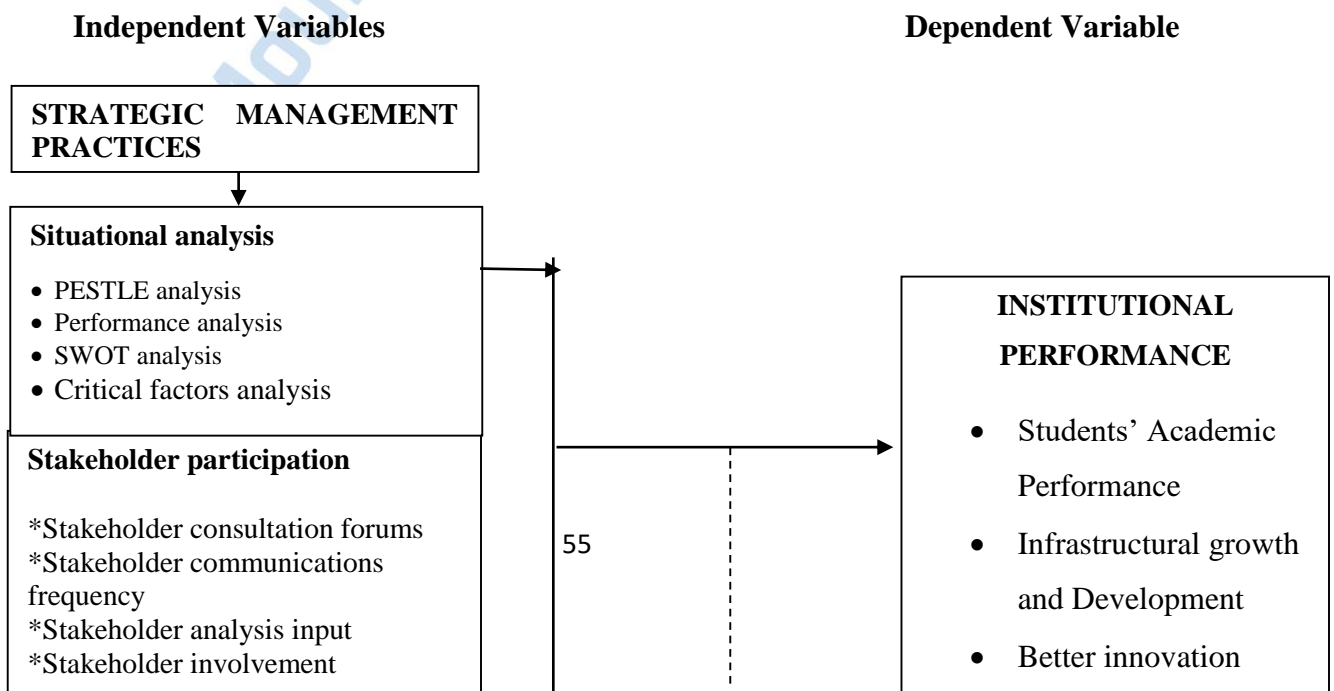 Independent Variables
Dependent Variable
STRATEGIC MANAGEMENT
PRACTICES
Situational analysis
• PESTLE analysis
• Performance analysis
• SWOT analysis
• Critical factors analysis
Stakeholder participation
*Stakeholder consultation forums
*Stakeholder communications
frequency
*Stakeholder analysis input
*Stakeholder involvement
55
INSTITUTIONAL
PERFORMANCE
• Students’ Academic
Performance
• Infrastructural growth
and Development
• Better innovation